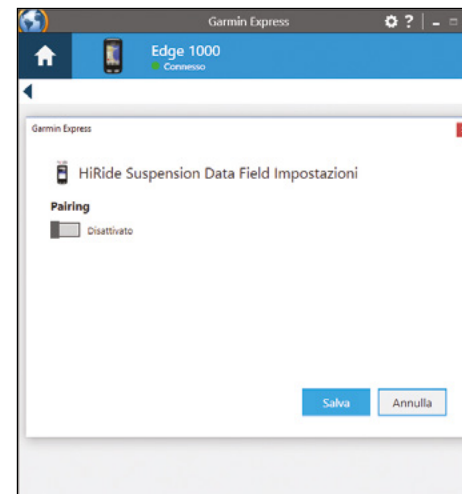 Garmin Express
Edge 1000
Connesso
Garmin Express
HiRide Suspension Data Field Impostazioni
Pairing
Disattivato
Salva
Annulla